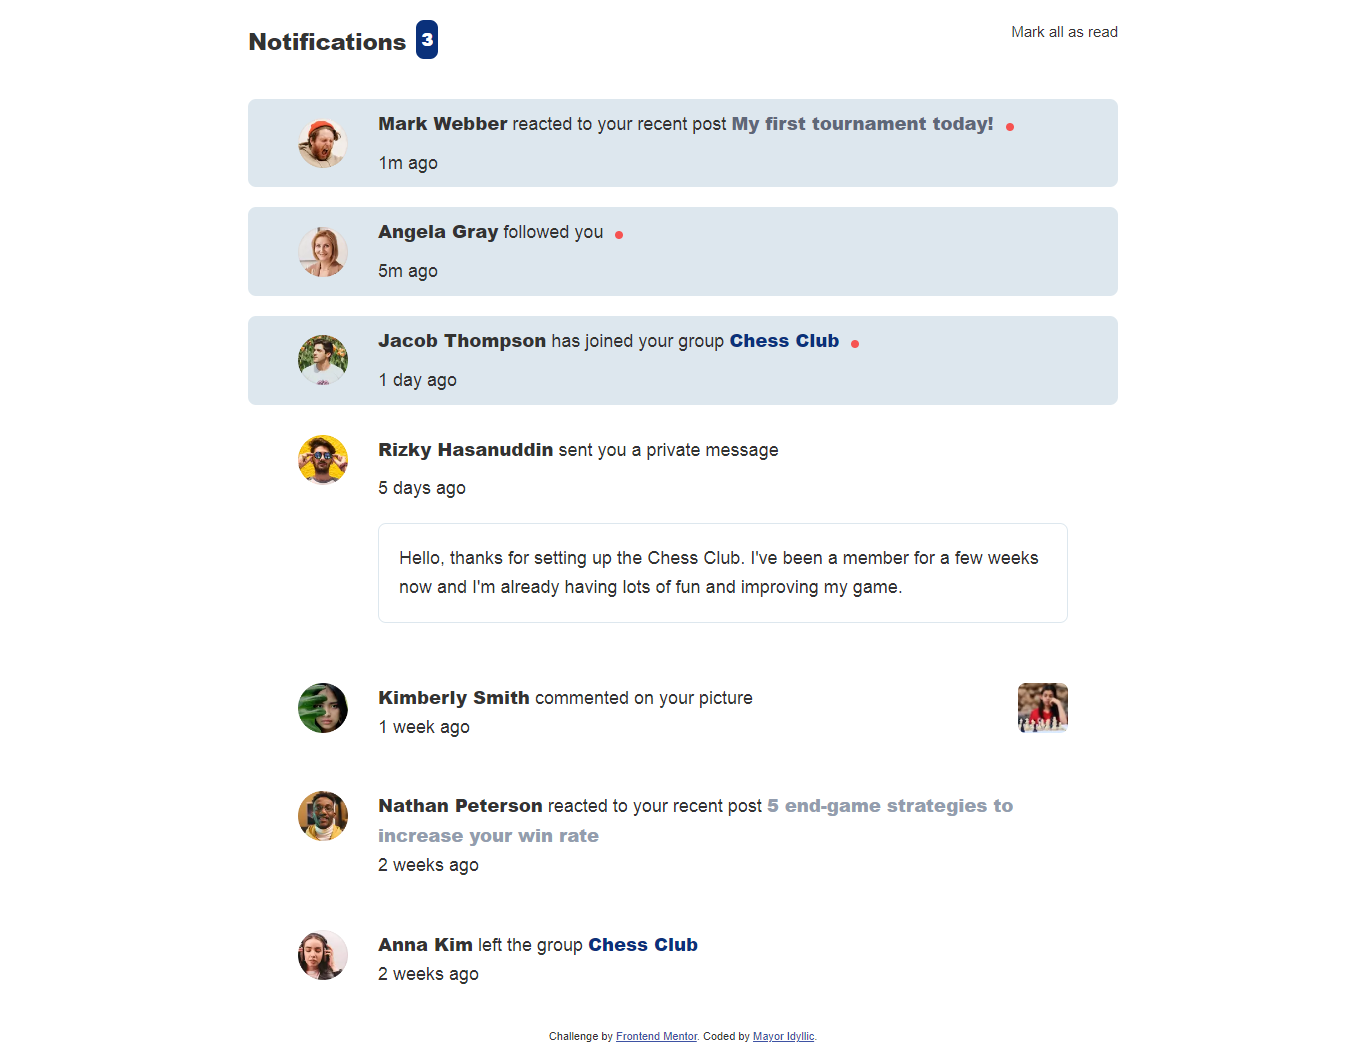 Notifications 3
Mark all as read
Mark Webber reacted to your recent post My first tournament today!
1m ago
Angela Gray followed you
5m ago
Jacob Thompson has joined your group Chess Club
1 day ago
Rizky Hasanuddin sent you a private message
5 days ago
Hello, thanks for setting up the Chess Club. I've been a member for a few weeks
now and I'm already having lots of fun and improving my game.
Kimberly Smith commented on your picture
1 week ago
Nathan Peterson reacted to your recent post 5 end-game strategies to
increase your win rate
2 weeks ago
Anna Kim left the group Chess Club
2 weeks ago
Challenge by Frontend Mentor. Coded by Mayor Idyllic.